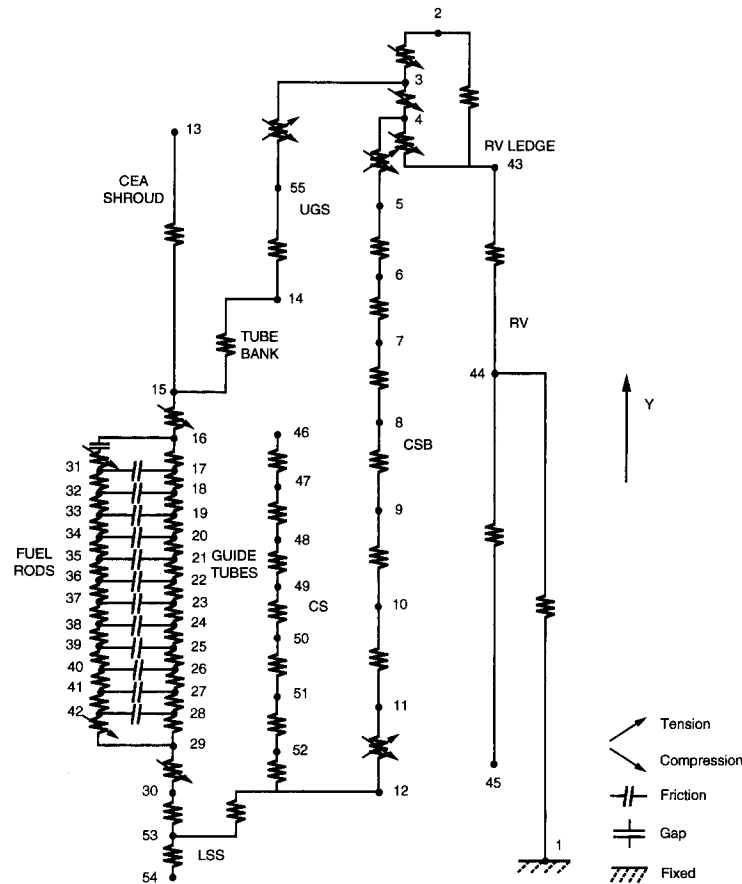 2
3
4
13
RV LEDGE
43
CEA
SHROUD
55
UGS
5
6
14
RV
TUBE
BANK
7
44
15
Y
8
16
46
CSB
31
17
47
32
18
33
19
9
34
20
48
FUEL
RODS
35
21
GUIDE
TUBES
36
22
49
37
23
CS
10
38
24
50
39
25
40
26
41
27
51
11
42
28
Tension
29
52
Compression
30
12
45
Friction
53
1
Gap
LSS
54
Fixed